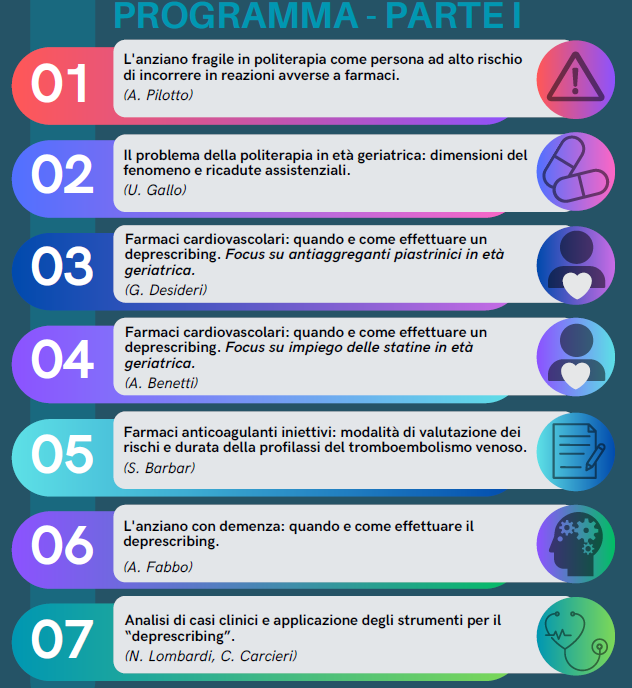 PROGRAMMA - PARTE I
01
L'anziano fragile in politerapia come persona ad alto rischio
di incorrere in reazioni avverse a farmaci.
(A. Pilotto)
02
Il problema della politerapia in età geriatrica: dimensioni del
fenomeno e ricadute assistenziali.
(U. Gallo)
03
Farmaci cardiovascolari: quando e come effettuare un
deprescribing. Focus su antiaggreganti piastrinici in età
geriatrica.
(G. Desideri)
04
Farmaci cardiovascolari: quando e come effettuare un
deprescribing. Focus su impiego delle statine in età
geriatrica.
(A. Benetti)
05
Farmaci anticoagulanti iniettivi: modalità di valutazione dei
rischi e durata della profilassi del tromboembolismo venoso.
(S. Barbar)
06
L'anziano con demenza: quando e come effettuare il
deprescribing.
(A. Fabbo)
07
Analisi di casi clinici e applicazione degli strumenti per il
“deprescribing”.
(N. Lombardi, C. Carcieri)